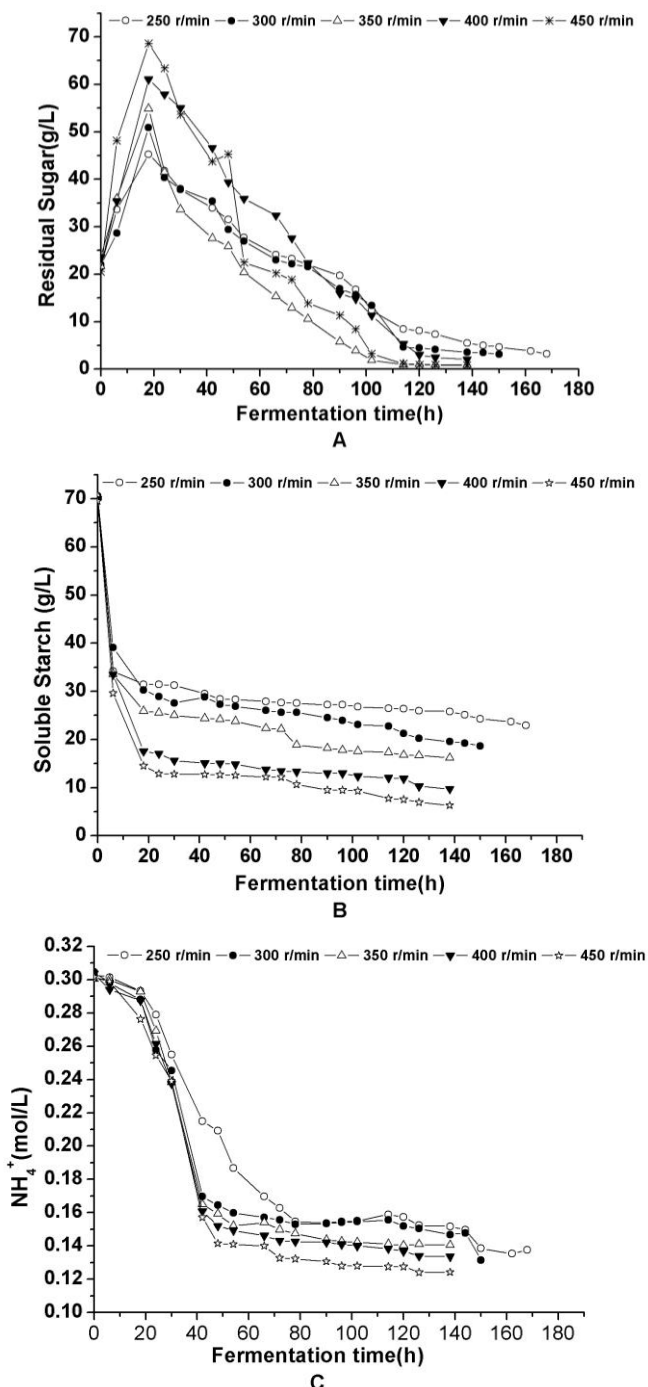 250 r/min 300 r/min 350 r/min 400 r/min 450 r/min
70
60
50
40
30
20
10
0
Residual Sugar(g/L)
0 20 40 60 80 100 120 140 160 180
Fermentation time(h)
A
250 r/min 300 r/min 350 r/min 400 r/min 450 r/min
70
60
50
40
30
20
10
0
Soluble Starch (g/L)
0 20 40 60 80 100 120 140 160 180
Fermentation time(h)
B
0.32
250 r/min 300 r/min 350 r/min 400 r/min 450 r/min
0.30
0.28
0.26
0.24
0.22
0.20
0.18
0.16
0.14
0.12
0.10
NH₄⁺(mol/L)
0 20 40 60 80 100 120 140 160 180
Fermentation time(h)
C